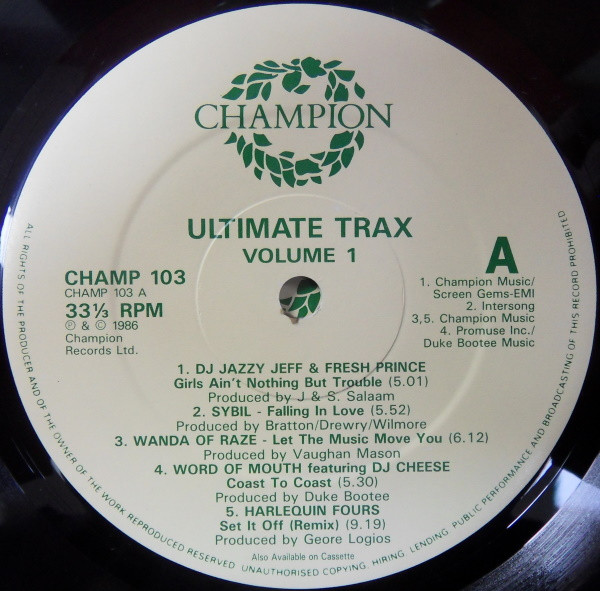 CHAMPION
ULTIMATE TRAX
VOLUME 1
CHAMP 103
CHAMP 103 A
33⅓ RPM
℗ & © 1986
Champion
Records Ltd.
A
1. Champion Music/
Screen Gems-EMI
2. Intersong
3,5. Champion Music
4. Promuse Inc./
Duke Bootee Music
1. DJ JAZZY JEFF & FRESH PRINCE
Girls Ain't Nothing But Trouble (5.01)
Produced by J & S. Salaam
2. SYBIL - Falling In Love (5.52)
Produced by Bratton/Drewry/Wilmore
3. WANDA OF RAZE - Let The Music Move You (6.12)
Produced by Vaughan Mason
4. WORD OF MOUTH featuring DJ CHEESE
Coast To Coast (5.30)
Produced by Duke Bootee
5. HARLEQUIN FOURS
Set It Off (Remix) (9.19)
Produced by Geore Logios
Also Available on Cassette
ALL RIGHTS OF THE PRODUCER AND OF THE OWNER OF THE WORK REPRODUCED RESERVED. UNAUTHORISED COPYING, HIRING, LENDING, PUBLIC PERFORMANCE AND BROADCASTING OF THIS RECORD PROHIBITED